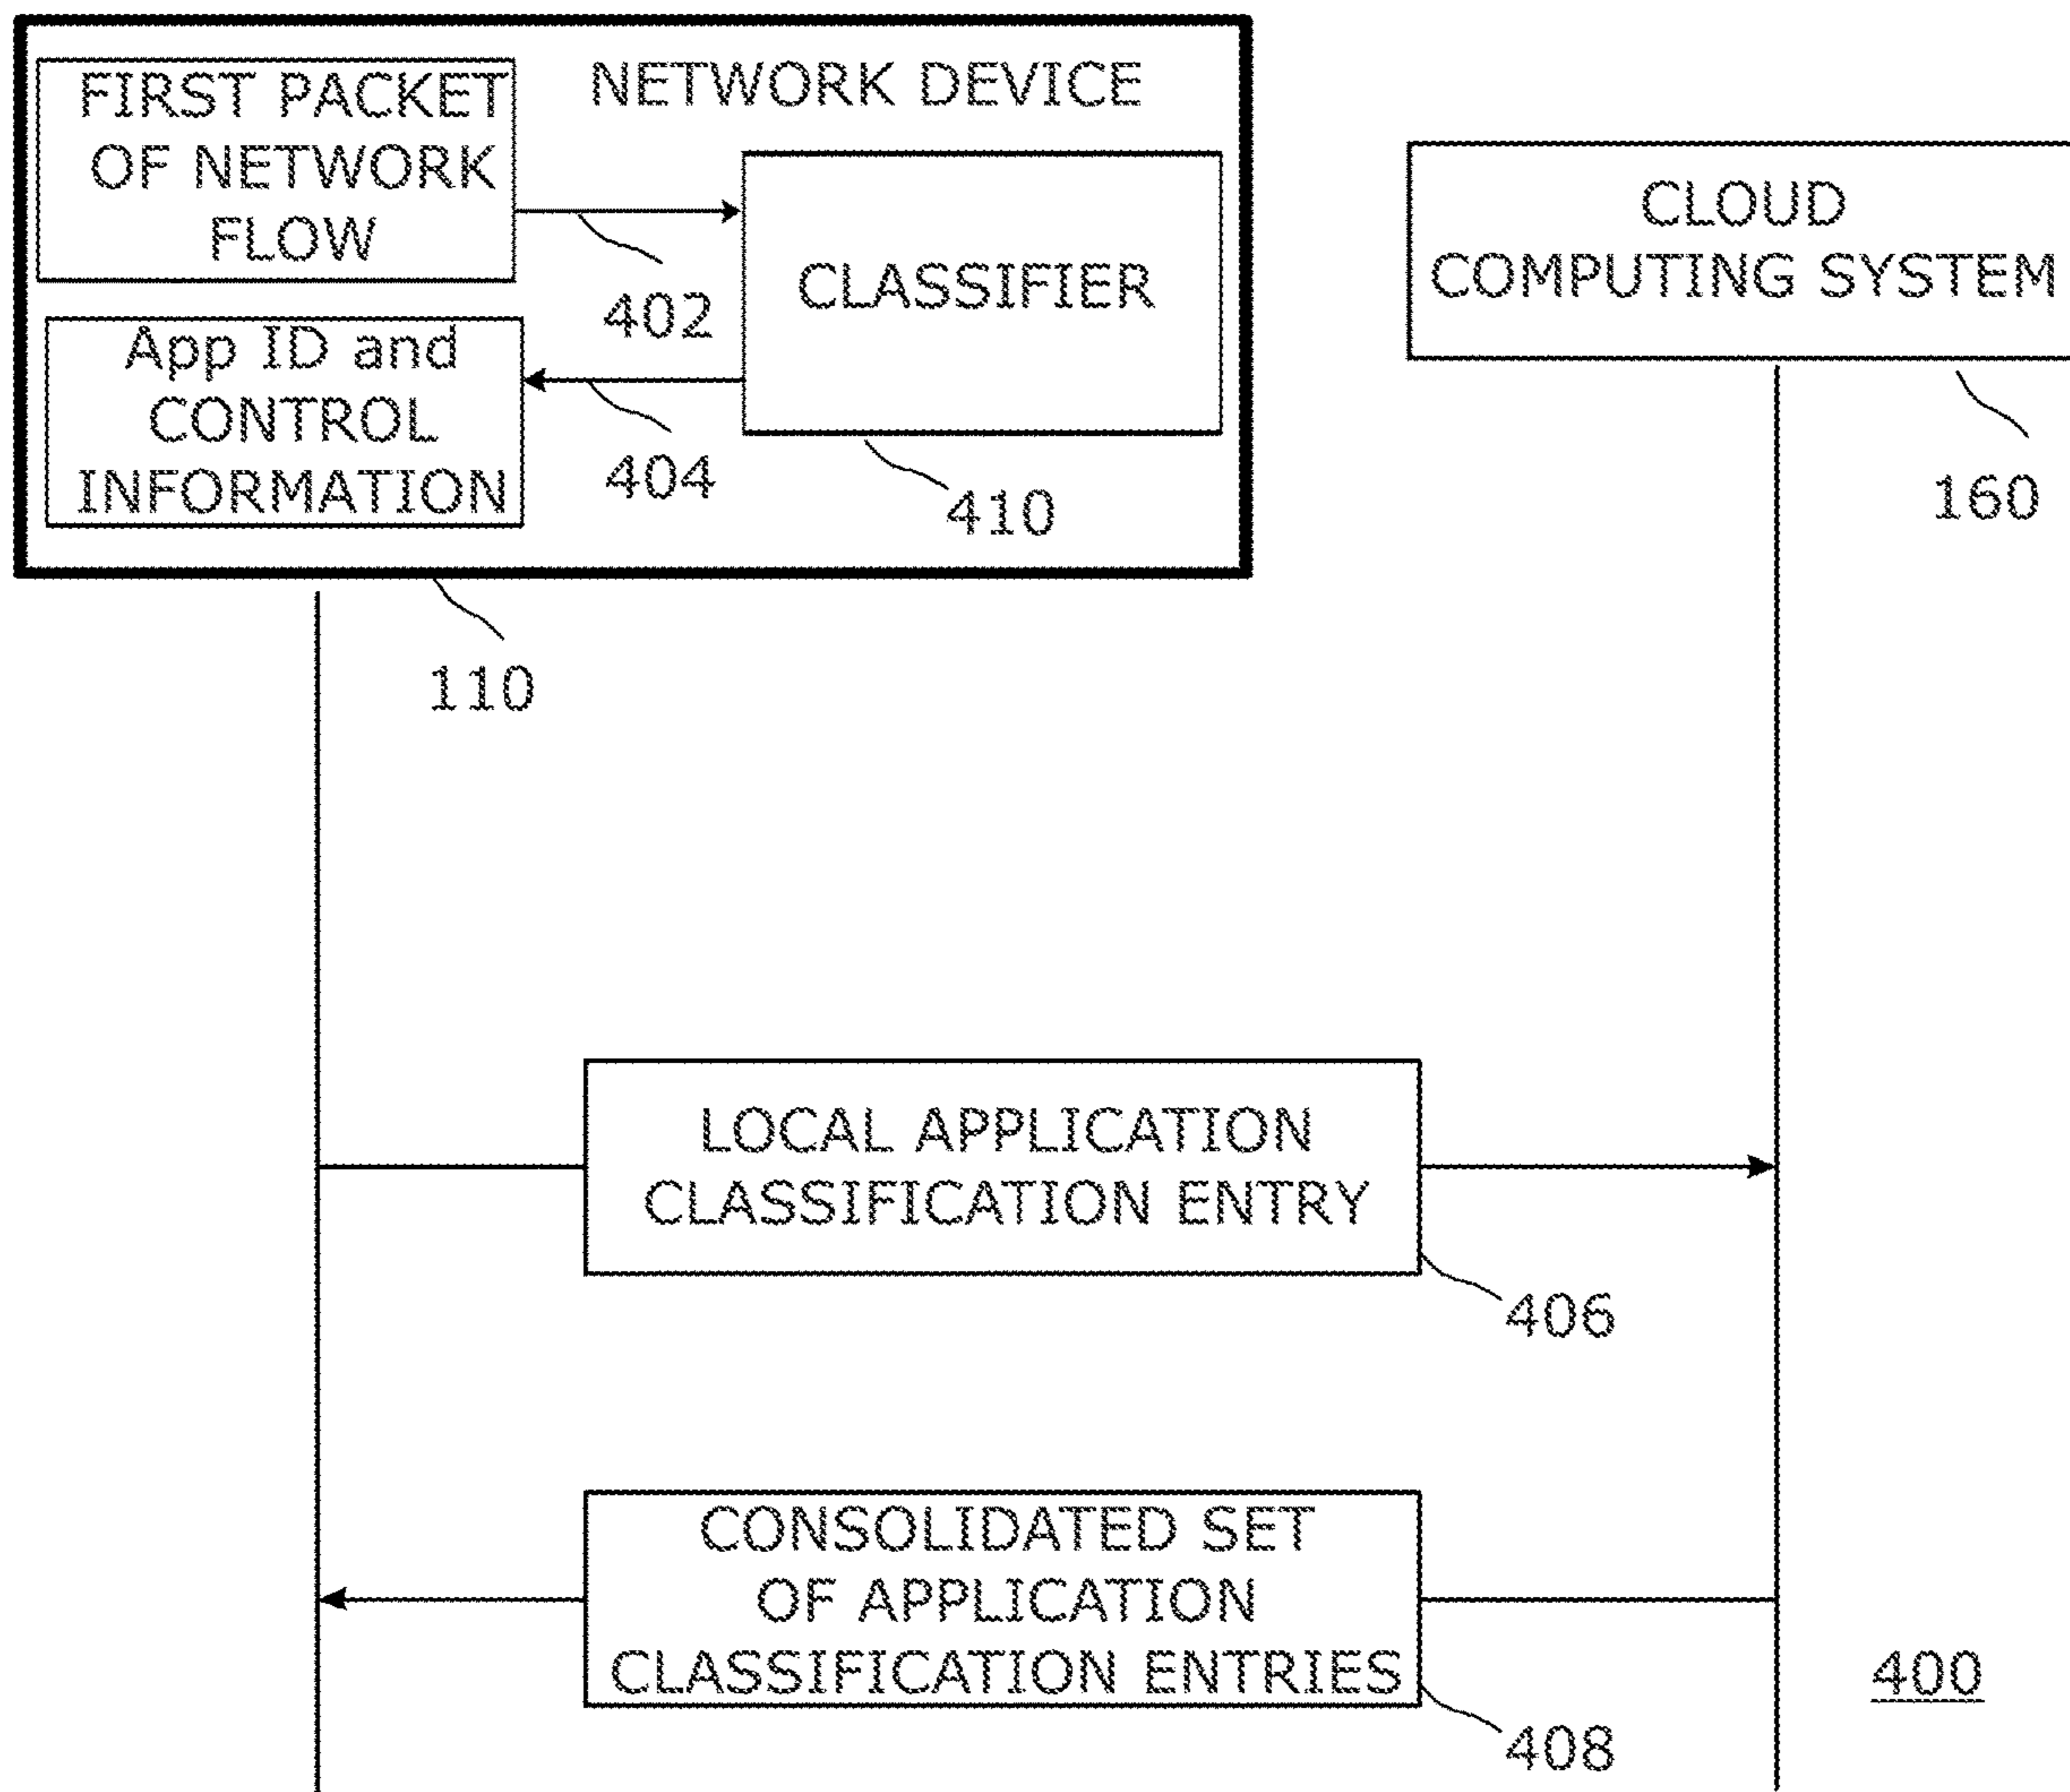 FIRST PACKET
OF NETWORK
FLOW
NETWORK DEVICE
402
CLASSIFIER
App ID and
CONTROL
INFORMATION
404
410
110
CLOUD
COMPUTING SYSTEM
160
LOCAL APPLICATION
CLASSIFICATION ENTRY
406
CONSOLIDATED SET
OF APPLICATION
CLASSIFICATION ENTRIES
408
400